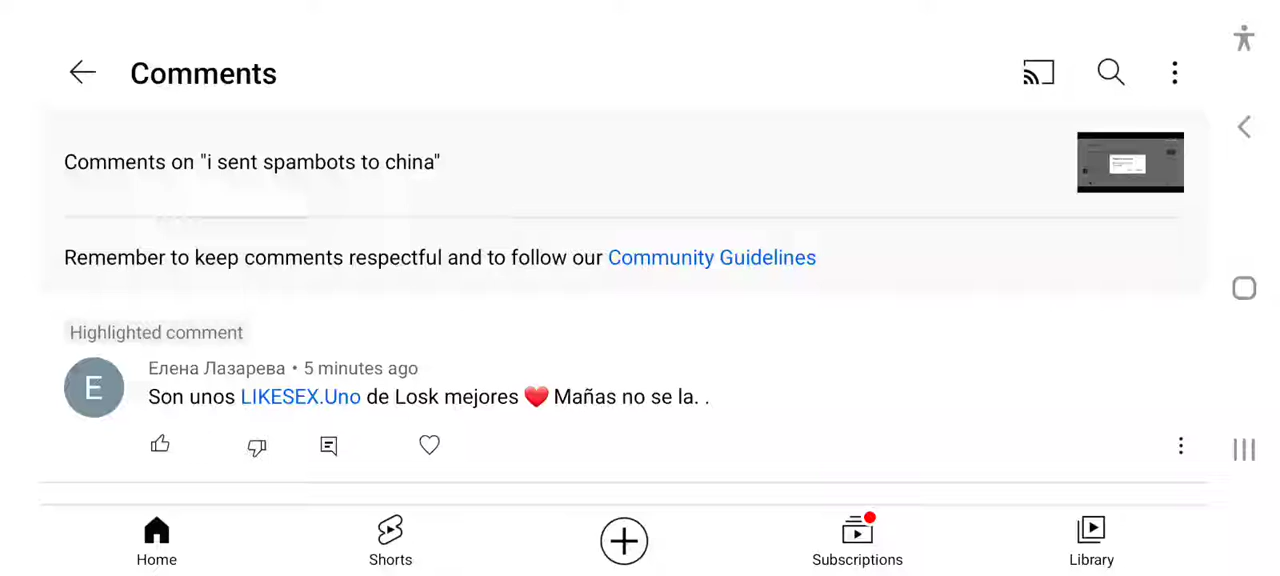 Comments
Comments on "i sent spambots to china"
Remember to keep comments respectful and to follow our Community Guidelines
Highlighted comment
Елена Лазарева • 5 minutes ago
E
Son unos LIKESEX.Uno de Losk mejores ❤️ Mañas no se la. .
Home Shorts Subscriptions Library